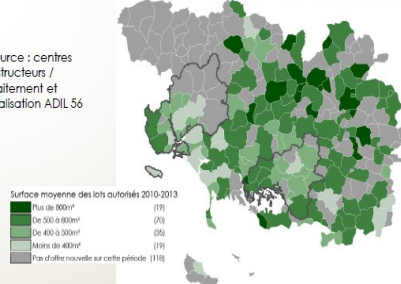 urce : centres
structeurs /
aitement et
alisation ADIL 56
Surface moyenne des lots autorisés 2010-2013
Plus de 800m² (19)
De 500 à 800m² (70)
De 400 à 500m² (35)
Moins de 400m² (19)
Pas d'offre nouvelle sur cette période (118)